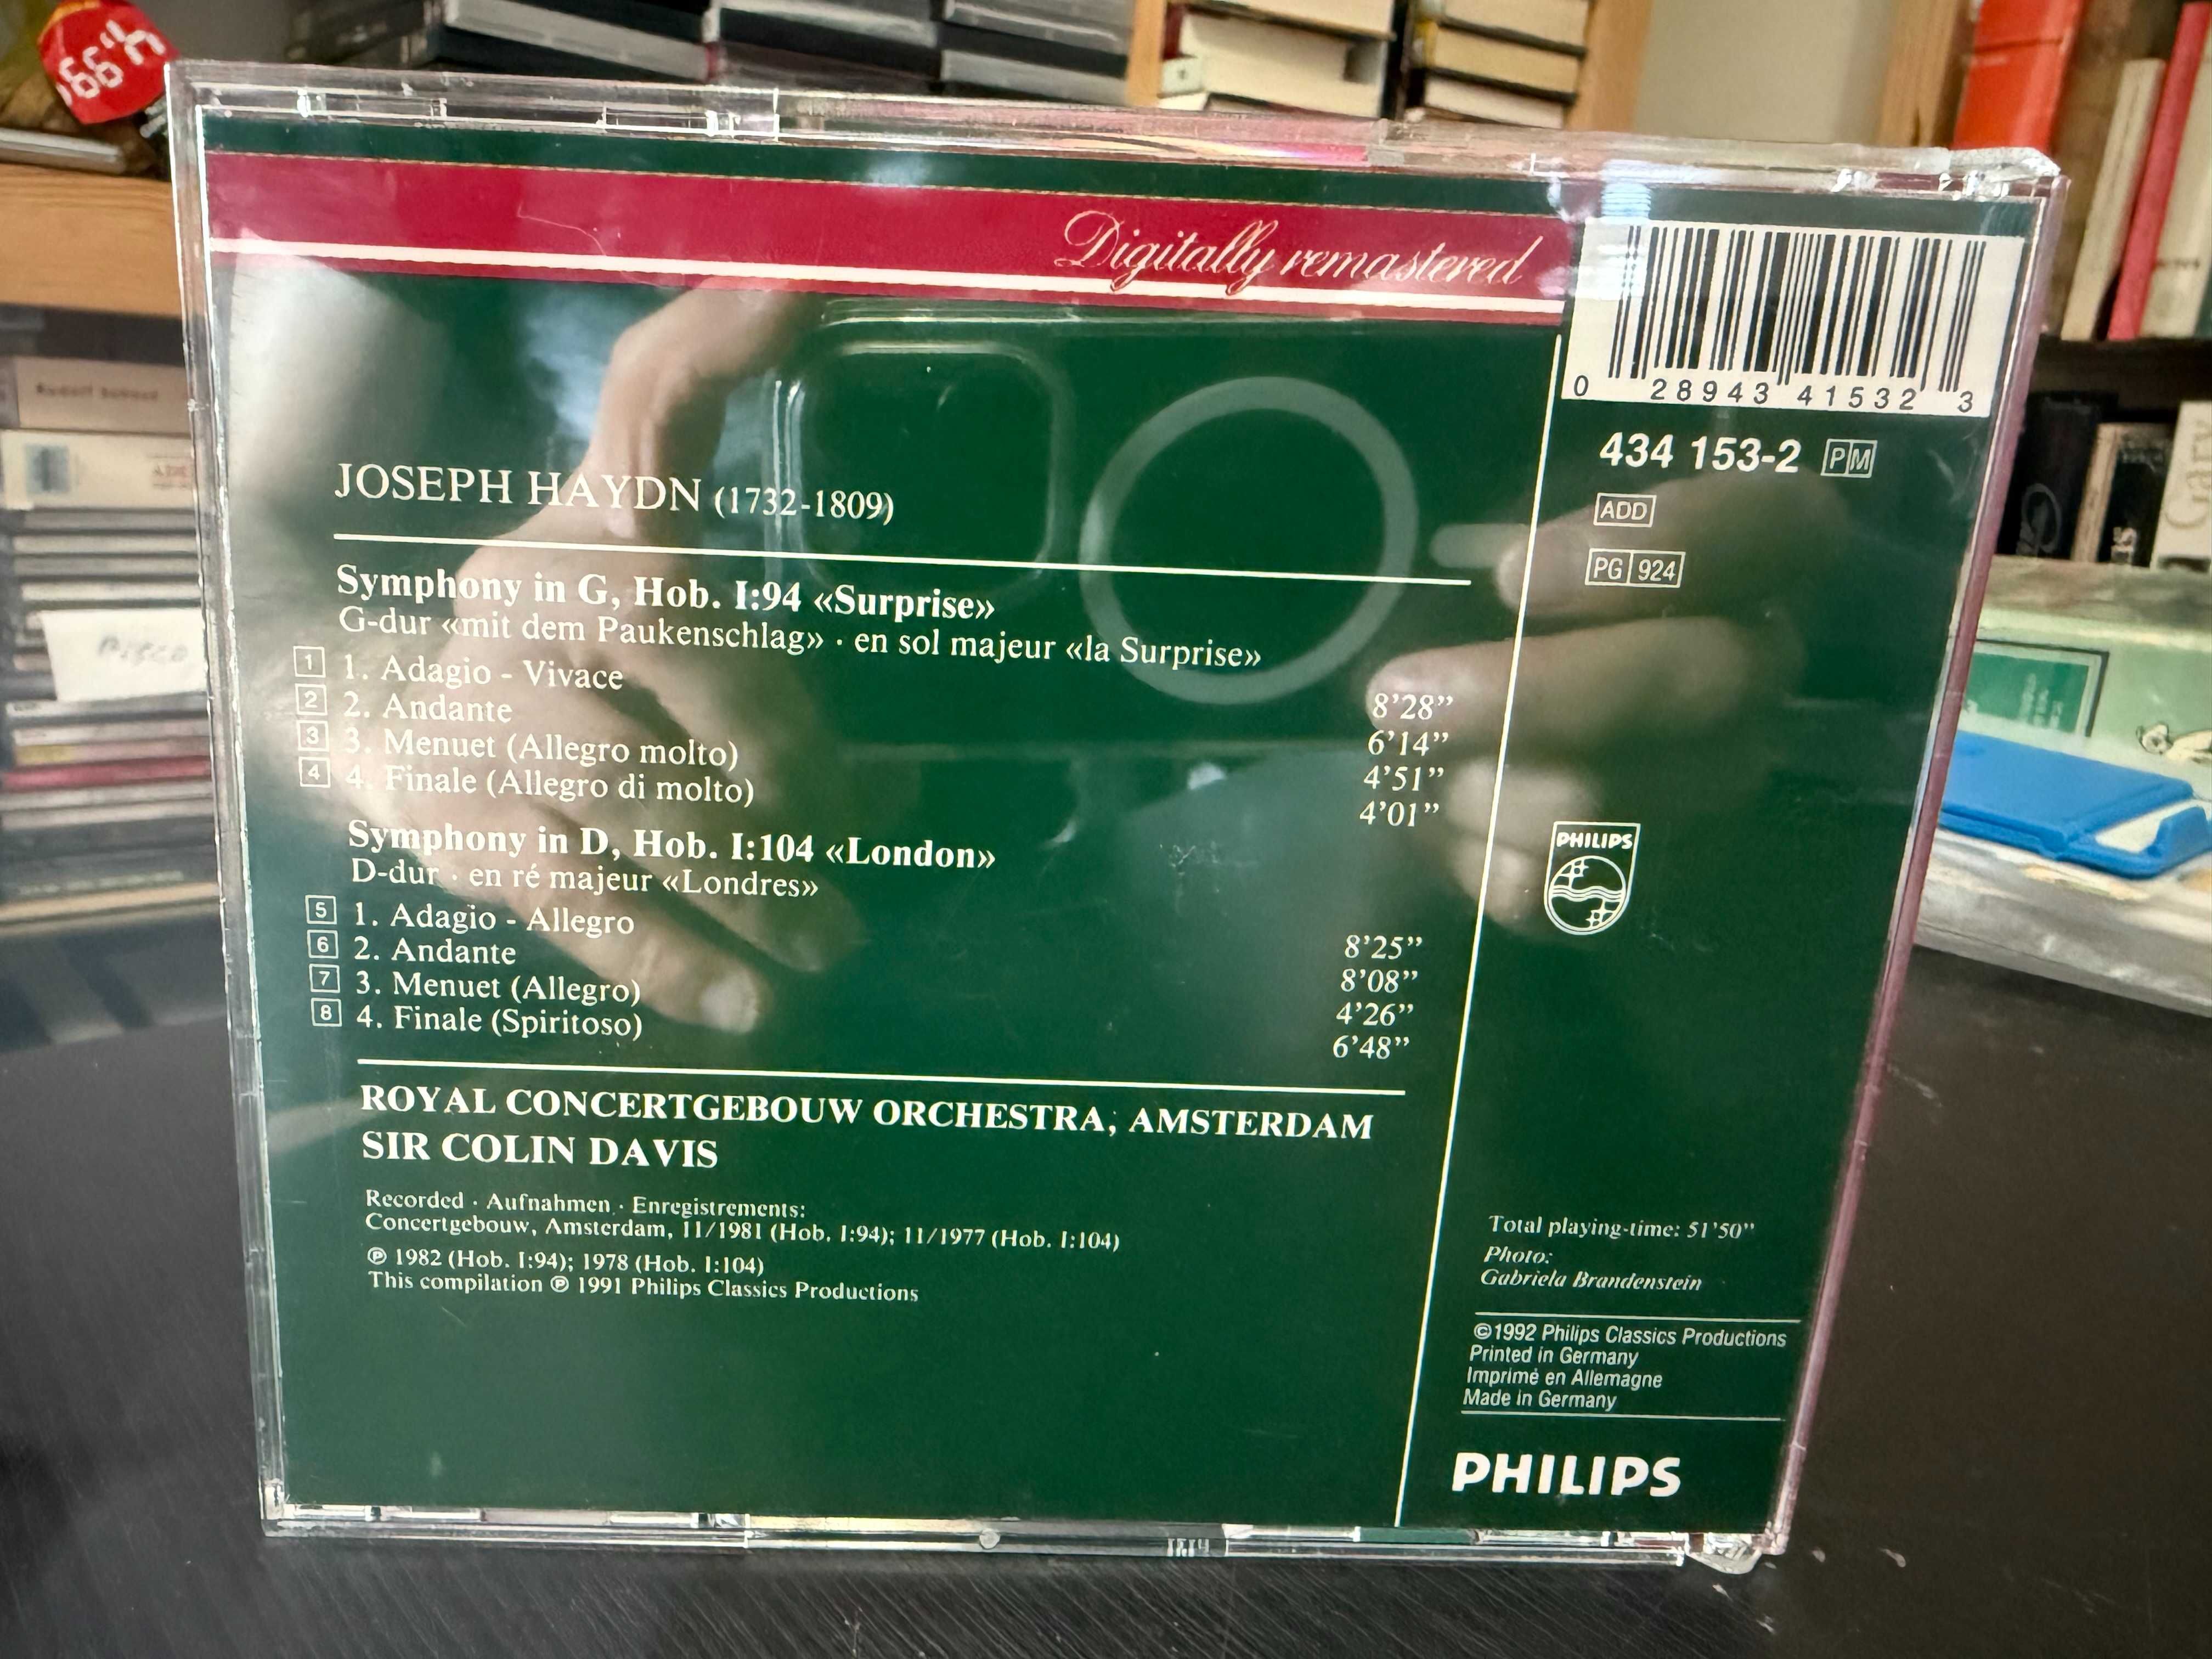 4.99
Digitally remastered
0 28943 41532 3
434 153-2 PM
ADD
PG 924
JOSEPH HAYDN (1732-1809)
Symphony in G, Hob. I:94 «Surprise»
G-dur «mit dem Paukenschlag» · en sol majeur «la Surprise»
1 1. Adagio - Vivace 8’28”
2 2. Andante 6’14”
3 3. Menuet (Allegro molto) 4’51”
4 4. Finale (Allegro di molto) 4’01”
Symphony in D, Hob. I:104 «London»
D-dur · en ré majeur «Londres»
5 1. Adagio - Allegro 8’25”
6 2. Andante 8’08”
7 3. Menuet (Allegro) 4’26”
8 4. Finale (Spiritoso) 6’48”
ROYAL CONCERTGEBOUW ORCHESTRA, AMSTERDAM
SIR COLIN DAVIS
Recorded · Aufnahmen · Enregistrements:
Concertgebouw, Amsterdam, 11/1981 (Hob. I:94); 11/1977 (Hob. I:104)
℗ 1982 (Hob. I:94); 1978 (Hob. I:104)
This compilation ℗ 1991 Philips Classics Productions
PHILIPS
Total playing-time: 51’50”
Photo:
Gabriela Brandenstein
©1992 Philips Classics Productions
Printed in Germany
Imprimé en Allemagne
Made in Germany
PHILIPS